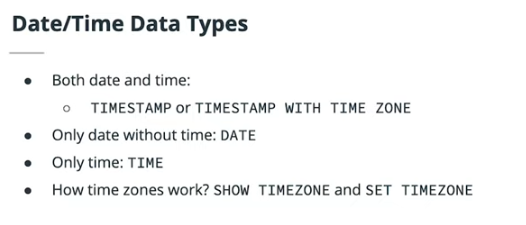 Date/Time Data Types
● Both date and time:
○ TIMESTAMP or TIMESTAMP WITH TIME ZONE
● Only date without time: DATE
● Only time: TIME
● How time zones work? SHOW TIMEZONE and SET TIMEZONE